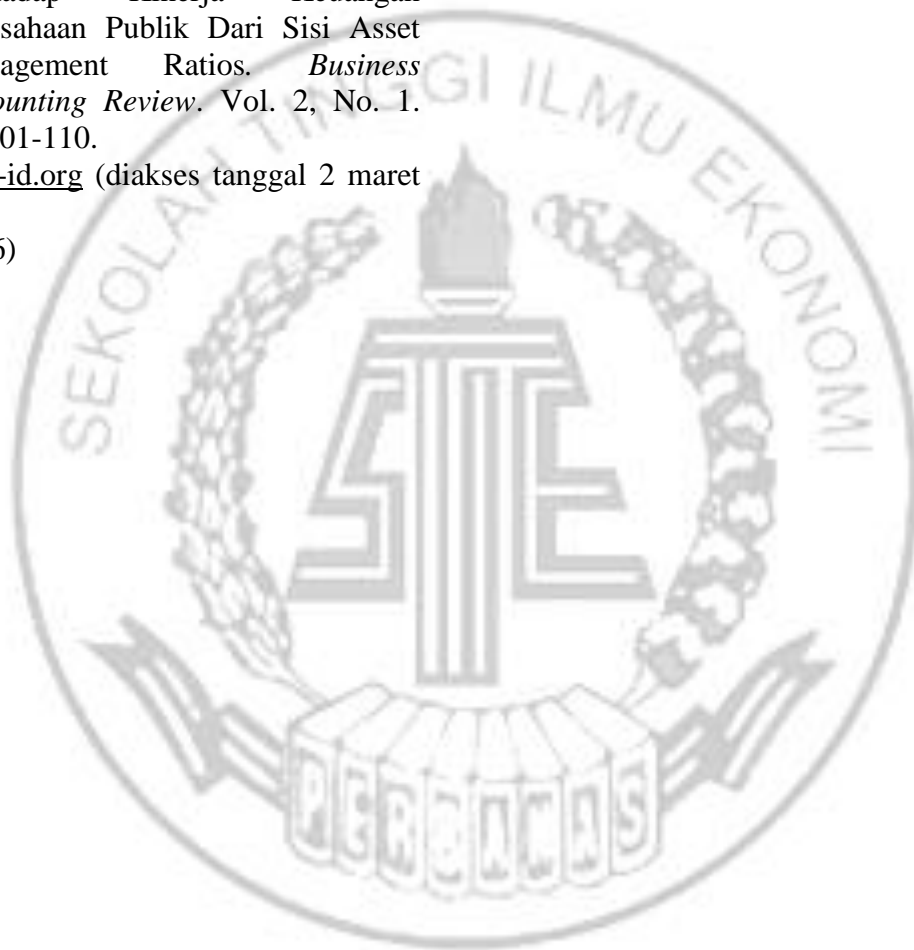 adap Kinerja Keuangan
sahaan Publik Dari Sisi Asset
agement Ratios. Business
ounting Review. Vol. 2, No. 1.
01-110.
-id.org (diakses tanggal 2 maret
6)
SEKOLAH TINGGI ILMU EKONOMI
STIE
PERBANAS